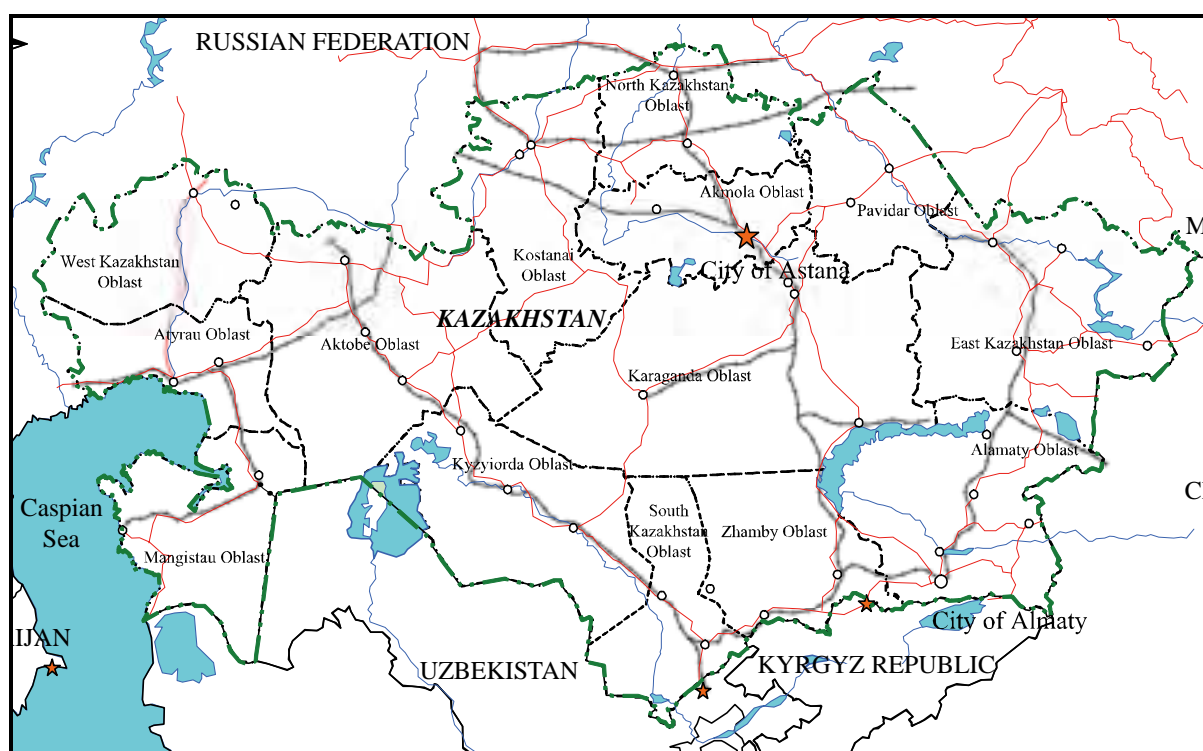 RUSSIAN FEDERATION
North Kazakhstan
Oblast
Akmola Oblast
Pavidar Oblast
M
West Kazakhstan
Oblast
Kostanai
Oblast
City of Astana
KAZAKHSTAN
Atyrau Oblast
Aktobe Oblast
East Kazakhstan Oblast
Karaganda Oblast
Alamaty Oblast
Kyzyiorda Oblast
Caspian
Sea
South
Kazakhstan
Oblast
Zhamby Oblast
Mangistau Oblast
IJAN
City of Almaty
UZBEKISTAN
KYRGYZ REPUBLIC